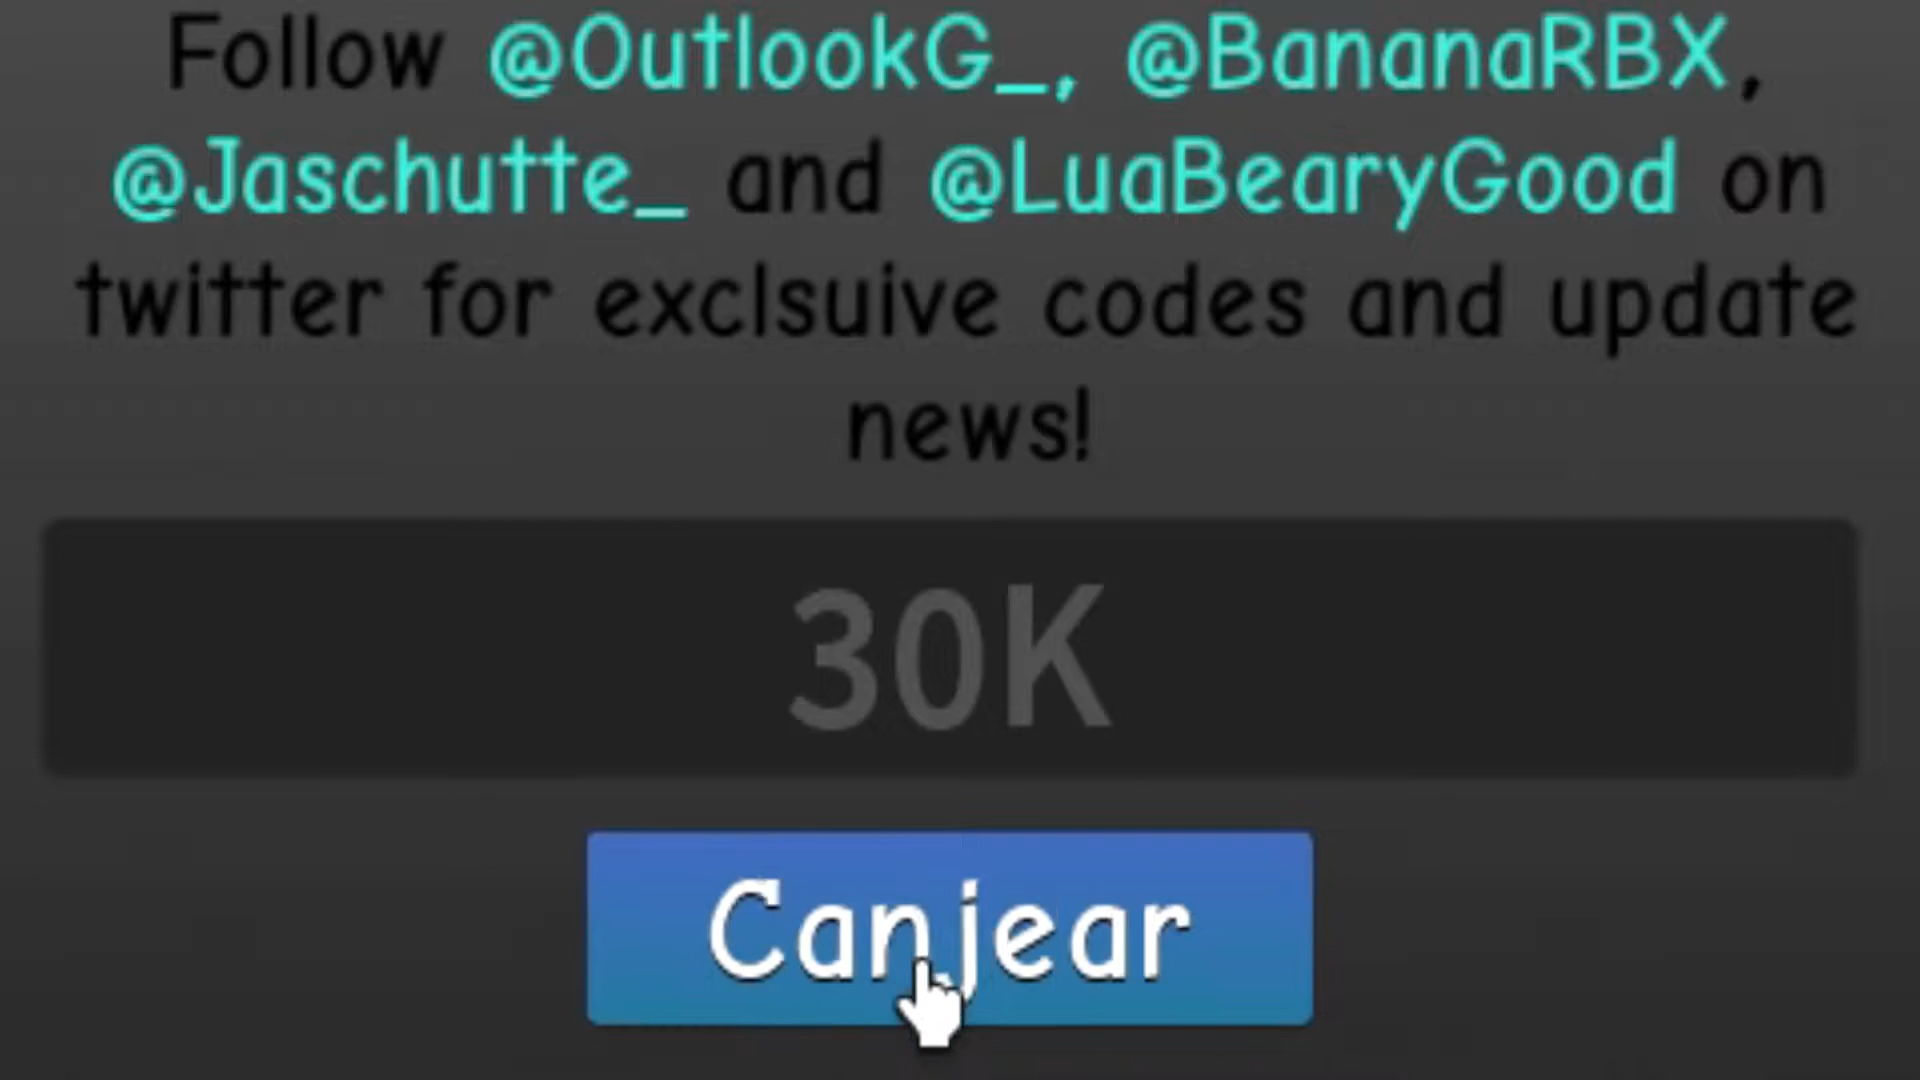 Follow @OutlookG_, @BananaRBX,
@Jaschutte_ and @LuaBearyGood on
twitter for exclsuive codes and update
news!
30K
Canjear